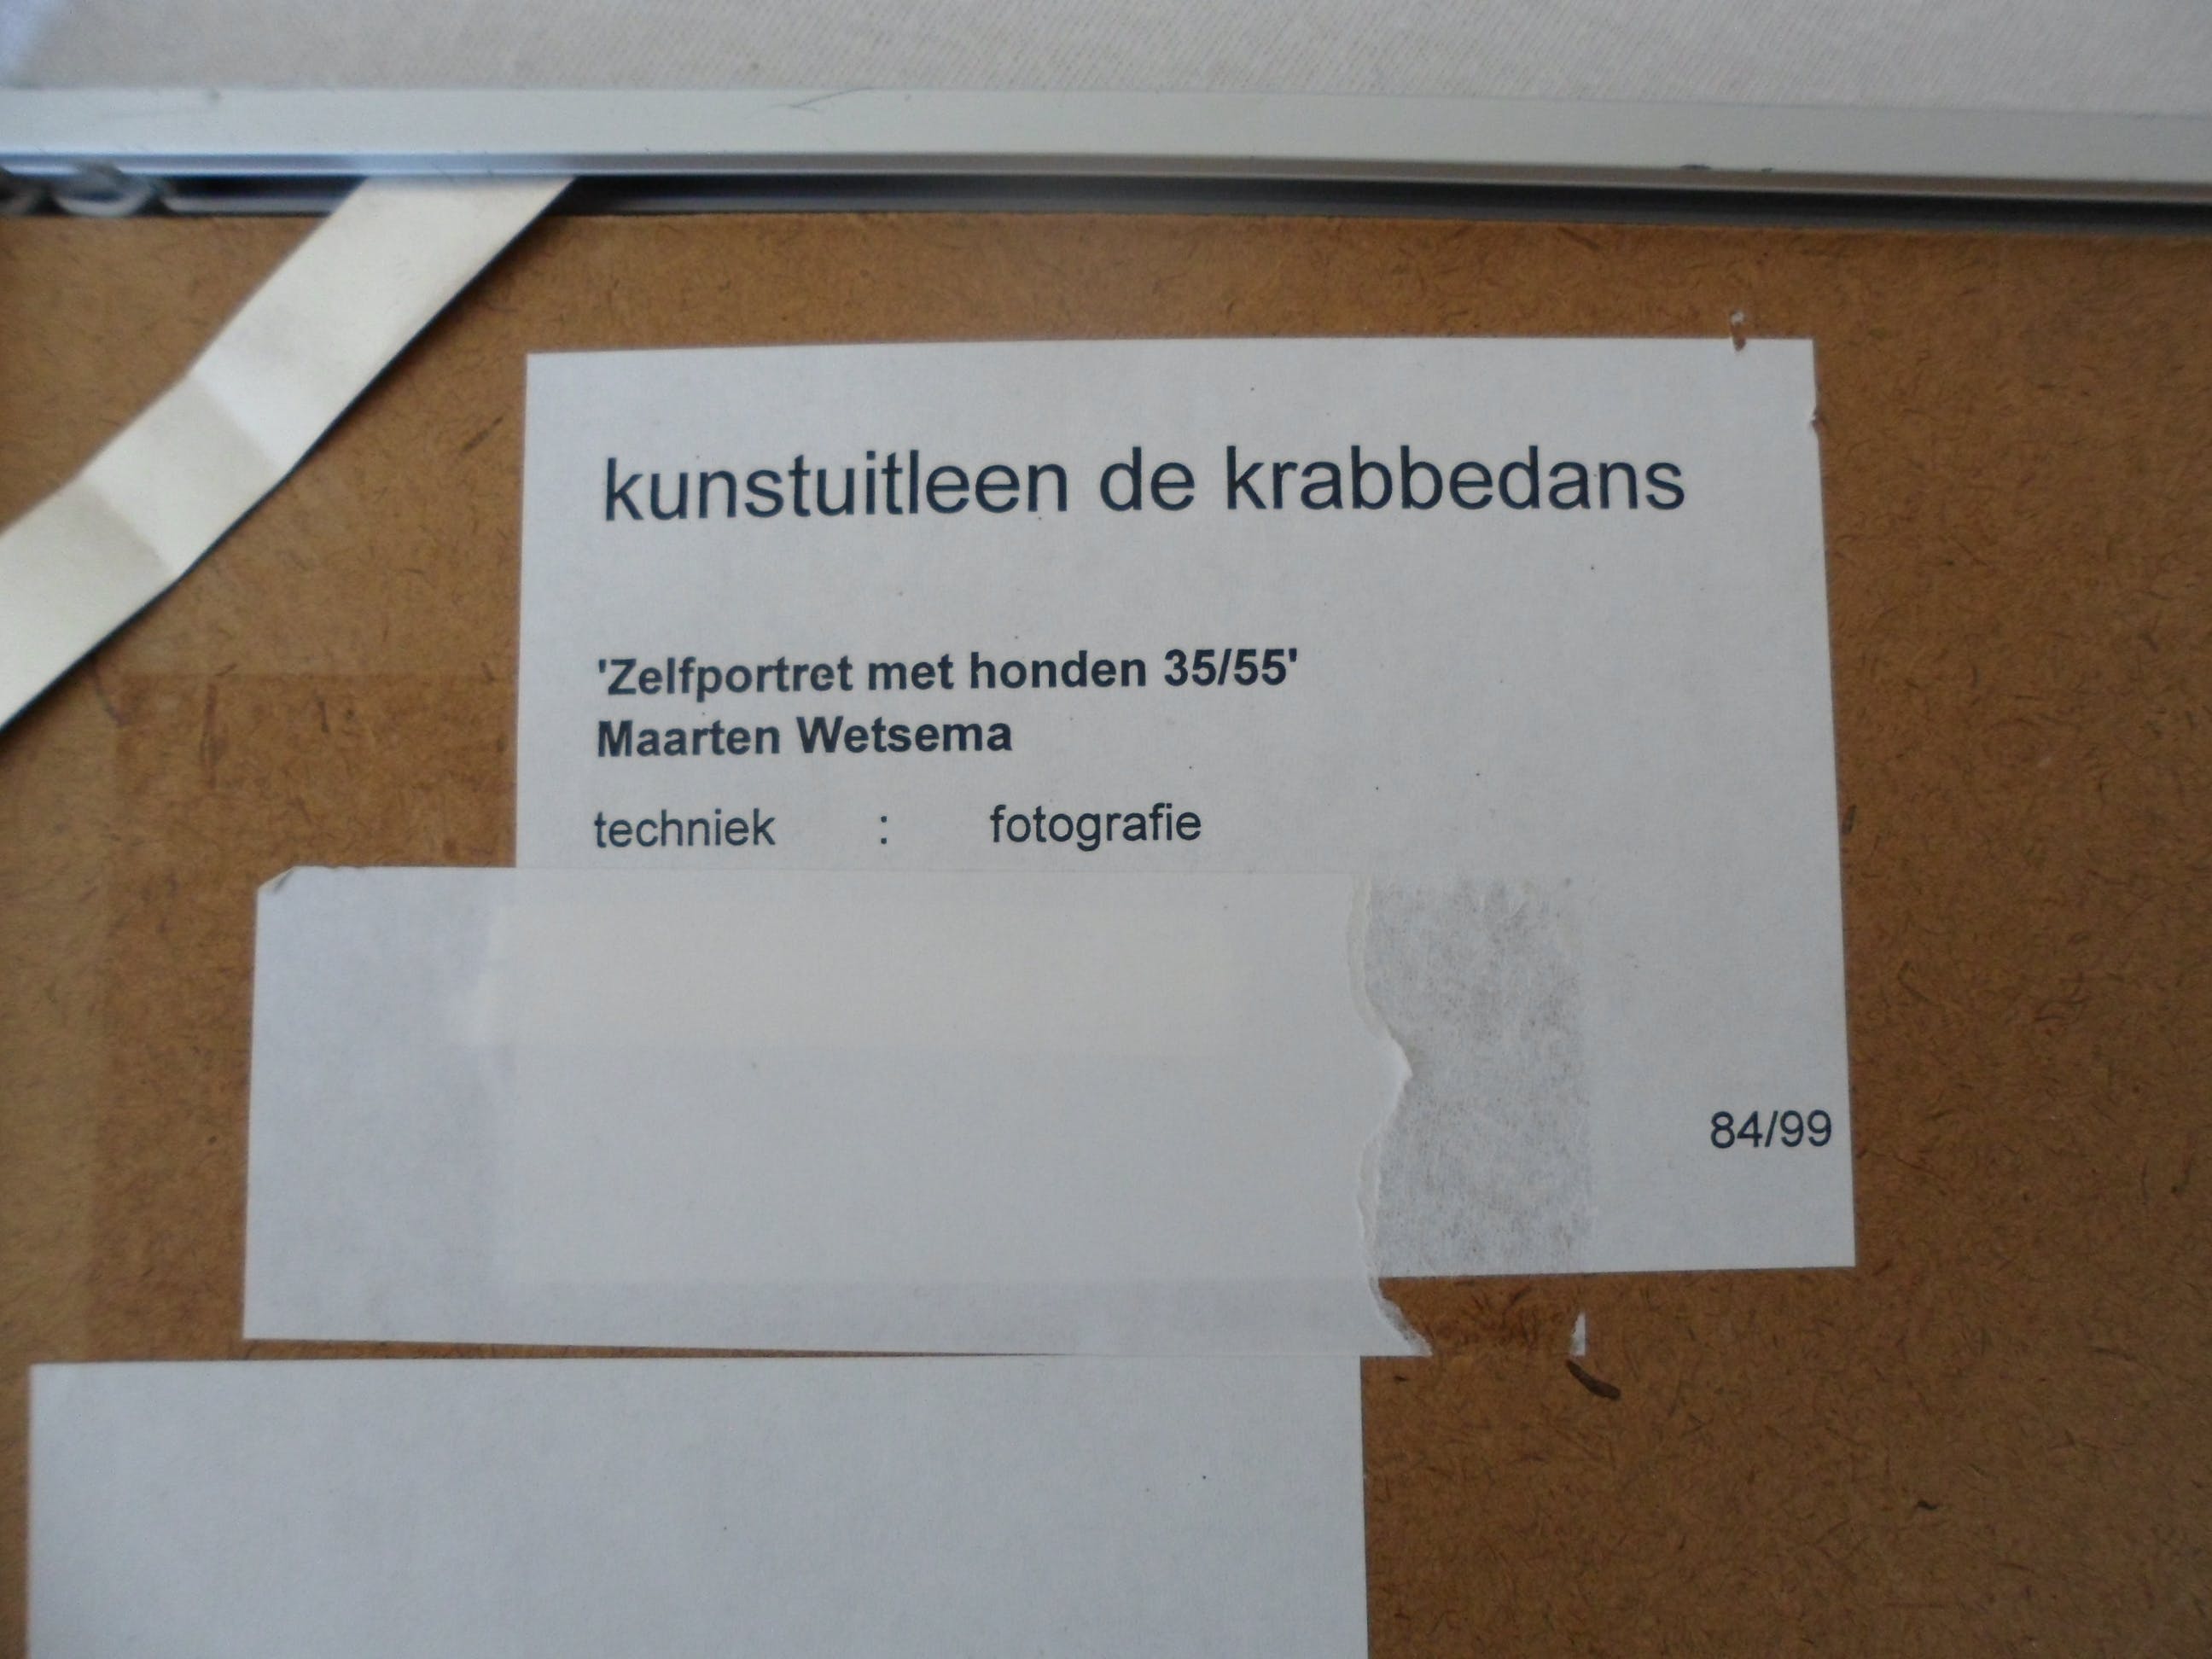 kunstuitleen de krabbedans
'Zelfportret met honden 35/55'
Maarten Wetsema
techniek : fotografie
84/99